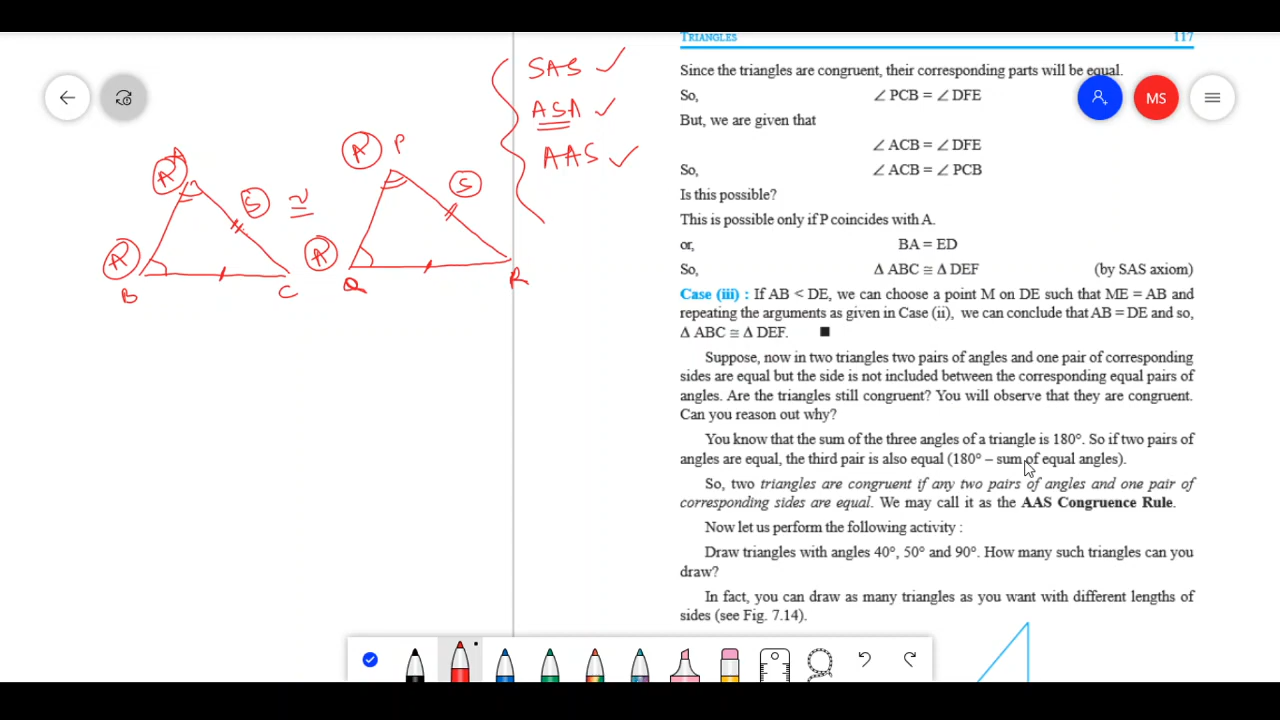 SAS ✓
ASA ✓
AAS ✓
A A
A
S
≅
A
B
C
A P
S
A
Q
R
TRIANGLES 117
Since the triangles are congruent, their corresponding parts will be equal.
So, ∠ PCB = ∠ DFE
But, we are given that
∠ ACB = ∠ DFE
So, ∠ ACB = ∠ PCB
Is this possible?
This is possible only if P coincides with A.
or, BA = ED
So, Δ ABC ≅ Δ DEF (by SAS axiom)
Case (iii) : If AB < DE, we can choose a point M on DE such that ME = AB and
repeating the arguments as given in Case (ii), we can conclude that AB = DE and so,
Δ ABC ≅ Δ DEF. ■
Suppose, now in two triangles two pairs of angles and one pair of corresponding
sides are equal but the side is not included between the corresponding equal pairs of
angles. Are the triangles still congruent? You will observe that they are congruent.
Can you reason out why?
You know that the sum of the three angles of a triangle is 180°. So if two pairs of
angles are equal, the third pair is also equal (180° – sum of equal angles).
So, two triangles are congruent if any two pairs of angles and one pair of
corresponding sides are equal. We may call it as the AAS Congruence Rule.
Now let us perform the following activity :
Draw triangles with angles 40°, 50° and 90°. How many such triangles can you
draw?
In fact, you can draw as many triangles as you want with different lengths of
sides (see Fig. 7.14).
MS